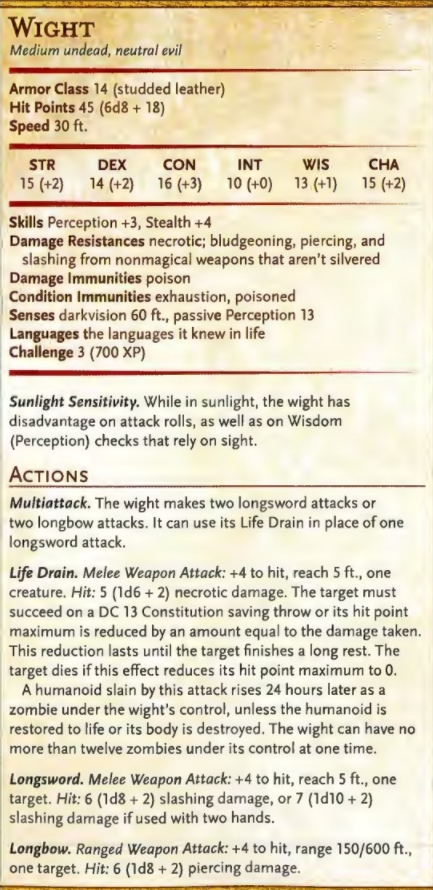 WIGHT
Medium undead, neutral evil
Armor Class 14 (studded leather)
Hit Points 45 (6d8 + 18)
Speed 30 ft.
STR DEX CON INT WIS CHA
15 (+2) 14 (+2) 16 (+3) 10 (+0) 13 (+1) 15 (+2)
Skills Perception +3, Stealth +4
Damage Resistances necrotic; bludgeoning, piercing, and
slashing from nonmagical weapons that aren't silvered
Damage Immunities poison
Condition Immunities exhaustion, poisoned
Senses darkvision 60 ft., passive Perception 13
Languages the languages it knew in life
Challenge 3 (700 XP)
Sunlight Sensitivity. While in sunlight, the wight has
disadvantage on attack rolls, as well as on Wisdom
(Perception) checks that rely on sight.
ACTIONS
Multiattack. The wight makes two longsword attacks or
two longbow attacks. It can use its Life Drain in place of one
longsword attack.
Life Drain. Melee Weapon Attack: +4 to hit, reach 5 ft., one
creature. Hit: 5 (1d6 + 2) necrotic damage. The target must
succeed on a DC 13 Constitution saving throw or its hit point
maximum is reduced by an amount equal to the damage taken.
This reduction lasts until the target finishes a long rest. The
target dies if this effect reduces its hit point maximum to 0.
A humanoid slain by this attack rises 24 hours later as a
zombie under the wight's control, unless the humanoid is
restored to life or its body is destroyed. The wight can have no
more than twelve zombies under its control at one time.
Longsword. Melee Weapon Attack: +4 to hit, reach 5 ft., one
target. Hit: 6 (1d8 + 2) slashing damage, or 7 (1d10 + 2)
slashing damage if used with two hands.
Longbow. Ranged Weapon Attack: +4 to hit, range 150/600 ft.,
one target. Hit: 6 (1d8 + 2) piercing damage.